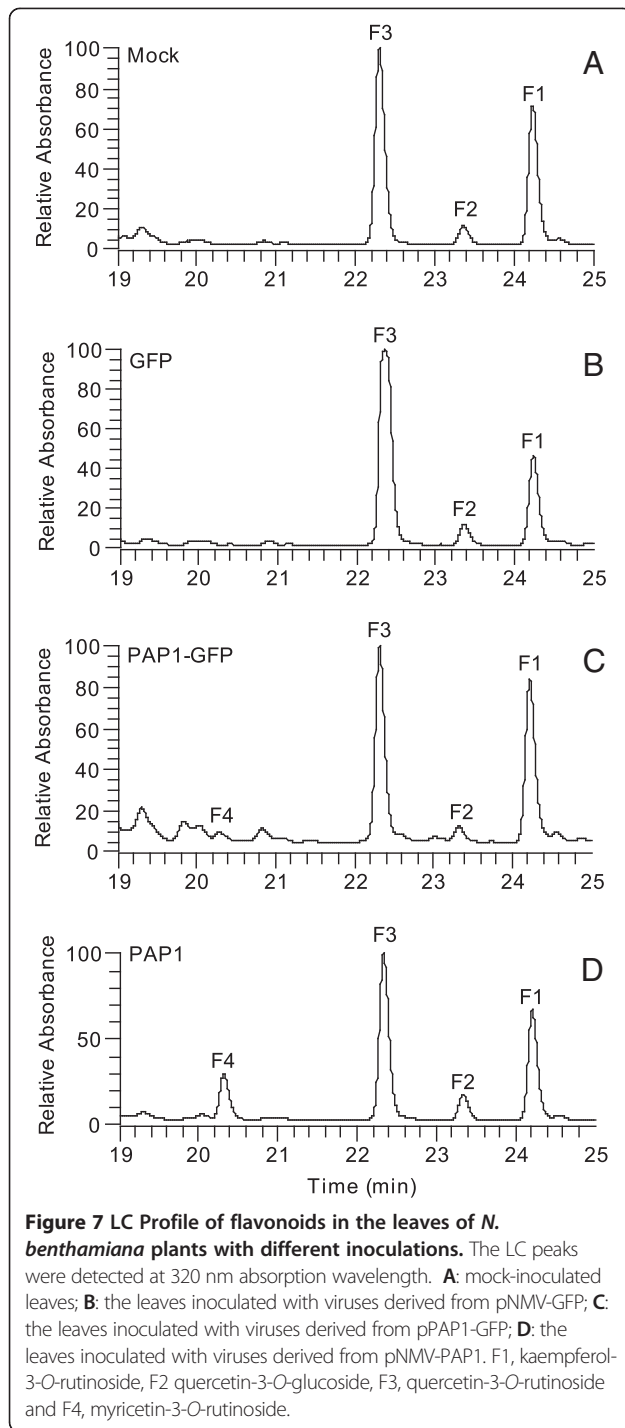 Mock
A
Relative Absorbance
100
80
60
40
20
0
F3
F2
F1
19 20 21 22 23 24 25
GFP
B
Relative Absorbance
100
80
60
40
20
0
F3
F2
F1
19 20 21 22 23 24 25
PAP1-GFP
C
Relative Absorbance
100
80
60
40
20
0
F4
F3
F2
F1
19 20 21 22 23 24 25
PAP1
D
Relative Absorbance
100
50
0
F4
F3
F2
F1
19 20 21 22 23 24 25
Time (min)
Figure 7 LC Profile of flavonoids in the leaves of N.
benthamiana plants with different inoculations. The LC peaks
were detected at 320 nm absorption wavelength. A: mock-inoculated
leaves; B: the leaves inoculated with viruses derived from pNMV-GFP; C:
the leaves inoculated with viruses derived from pPAP1-GFP; D: the
leaves inoculated with viruses derived from pNMV-PAP1. F1, kaempferol-
3-O-rutinoside, F2 quercetin-3-O-glucoside, F3, quercetin-3-O-rutinoside
and F4, myricetin-3-O-rutinoside.